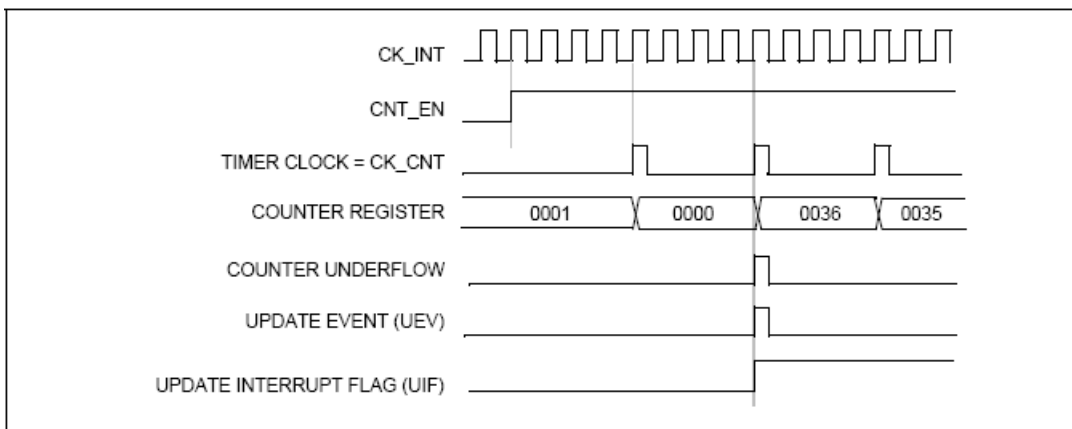 CK_INT
CNT_EN
TIMER CLOCK = CK_CNT
COUNTER REGISTER 0001 0000 0036 0035
COUNTER UNDERFLOW
UPDATE EVENT (UEV)
UPDATE INTERRUPT FLAG (UIF)